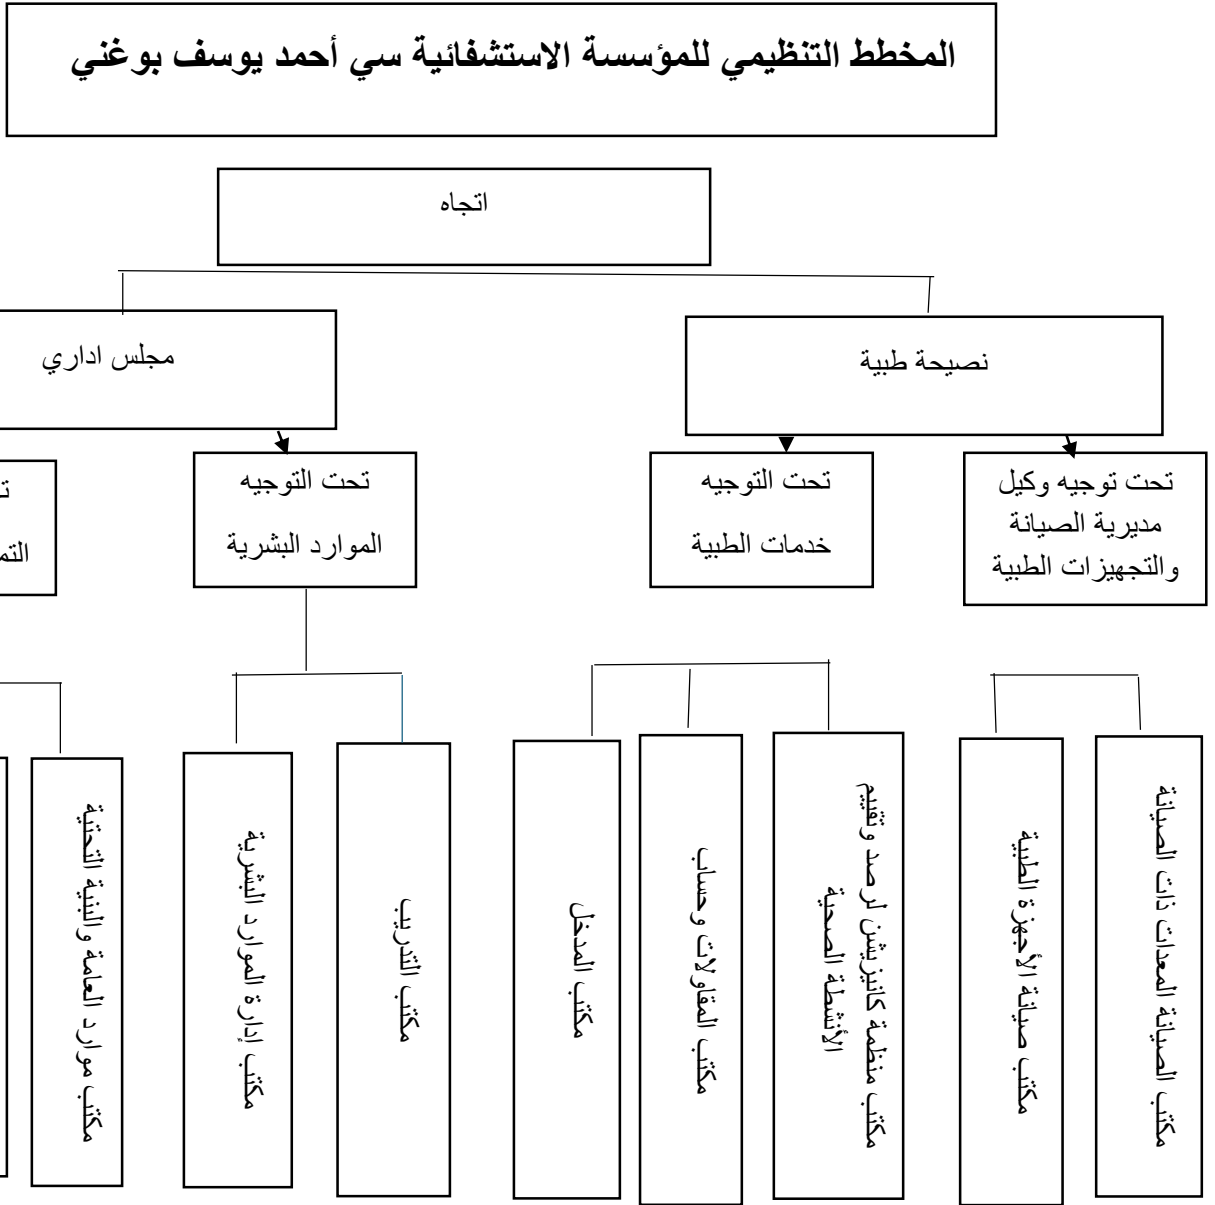 المخطط التنظيمي للمؤسسة الاستشفائية سي أحمد يوسف بوغني
اتجاه
نصيحة طبية
مجلس اداري
تحت توجيه وكيل
مديرية الصيانة
والتجهيزات الطبية
تحت التوجيه
خدمات الطبية
تحت التوجيه
الموارد البشرية
مكتب الصيانة المعدات ذات الصيانة
مكتب صيانة الأجهزة الطبية
مكتب منظمة كانيزيشن لرصد وتقييم
الأنشطة الصحية
مكتب المقاولات وحساب
مكتب المدخل
مكتب التدريب
مكتب إدارة الموارد البشرية
مكتب موارد العامة والبنية التحتية